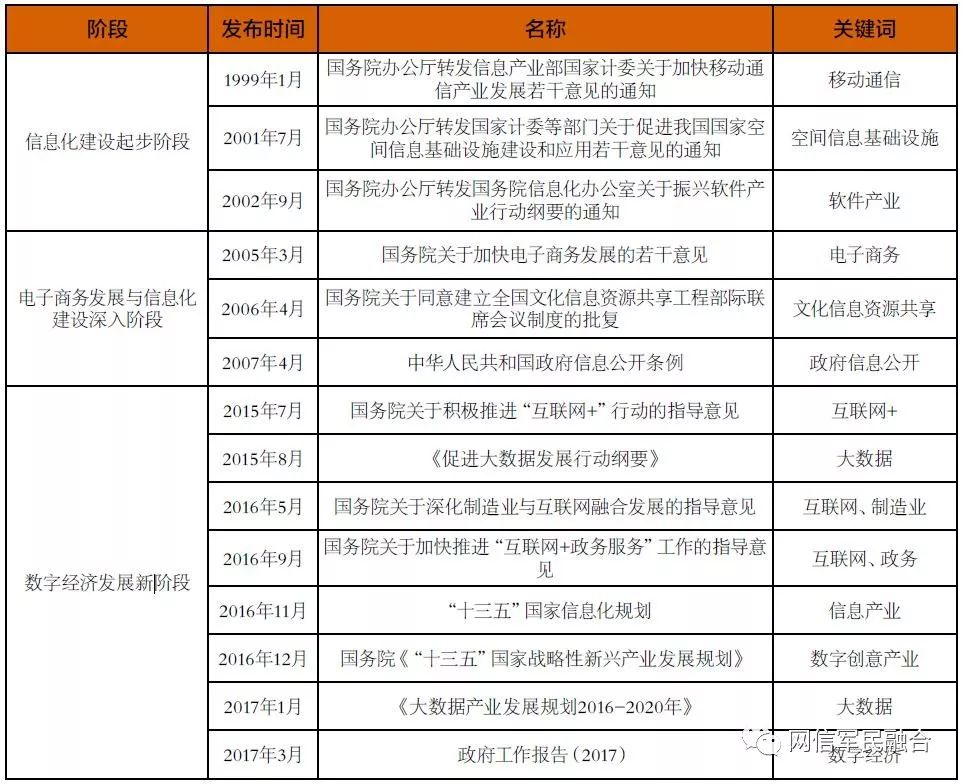 阶段 发布时间 名称 关键词
信息化建设起步阶段
1999年1月
国务院办公厅转发信息产业部国家计委关于加快移动通
信产业发展若干意见的通知
移动通信
2001年7月
国务院办公厅转发国家计委等部门关于促进我国国家空
间信息基础设施建设和应用若干意见的通知
空间信息基础设施
2002年9月
国务院办公厅转发国务院信息化办公室关于振兴软件产
业行动纲要的通知
软件产业
电子商务发展与信息化
建设深入阶段
2005年3月
国务院关于加快电子商务发展的若干意见
电子商务
2006年4月
国务院关于同意建立全国文化信息资源共享工程部际联
席会议制度的批复
文化信息资源共享
2007年4月
中华人民共和国政府信息公开条例
政府信息公开
数字经济发展新阶段
2015年7月
国务院关于积极推进“互联网+”行动的指导意见
互联网+
2015年8月
《促进大数据发展行动纲要》
大数据
2016年5月
国务院关于深化制造业与互联网融合发展的指导意见
互联网、制造业
2016年9月
国务院关于加快推进“互联网+政务服务”工作的指导意
见
互联网、政务
2016年11月
“十三五”国家信息化规划
信息产业
2016年12月
国务院《“十三五”国家战略性新兴产业发展规划》
数字创意产业
2017年1月
《大数据产业发展规划2016-2020年》
大数据
2017年3月
政府工作报告（2017）
数字经济
网信军民融合